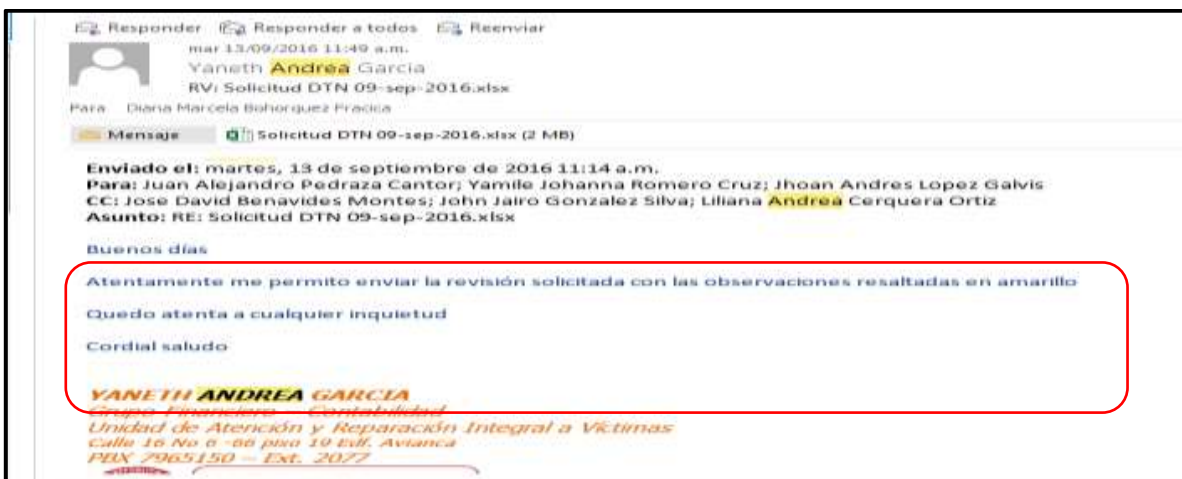 Responder Responder a todos Reenviar
mar 13/09/2016 11:49 a.m.
Yaneth Andrea Garcia
RV: Solicitud DTN 09-sep-2016.xlsx
Para Diana Marcela Bohorquez Fracica
Mensaje Solicitud DTN 09-sep-2016.xlsx (2 MB)
Enviado el: martes, 13 de septiembre de 2016 11:14 a.m.
Para: Juan Alejandro Pedraza Cantor; Yamile Johanna Romero Cruz; Jhoan Andres Lopez Galvis
CC: Jose David Benavides Montes; John Jairo Gonzalez Silva; Liliana Andrea Cerquera Ortiz
Asunto: RE: Solicitud DTN 09-sep-2016.xlsx
Buenos días
Atentamente me permito enviar la revisión solicitada con las observaciones resaltadas en amarillo
Quedo atenta a cualquier inquietud
Cordial saludo
YANETH ANDREA GARCIA
Grupo Financiero – Contabilidad
Unidad de Atención y Reparación Integral a Víctimas
Calle 16 No 6 -66 piso 19 Edf. Avianca
PBX 7965150 – Ext. 2077